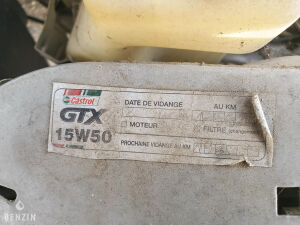 Castrol
GTX
15W50
DATE DE VIDANGE
AU KM
MOTEUR
FILTRE
PROCHAINE VIDANGE AU KM
BENZIN